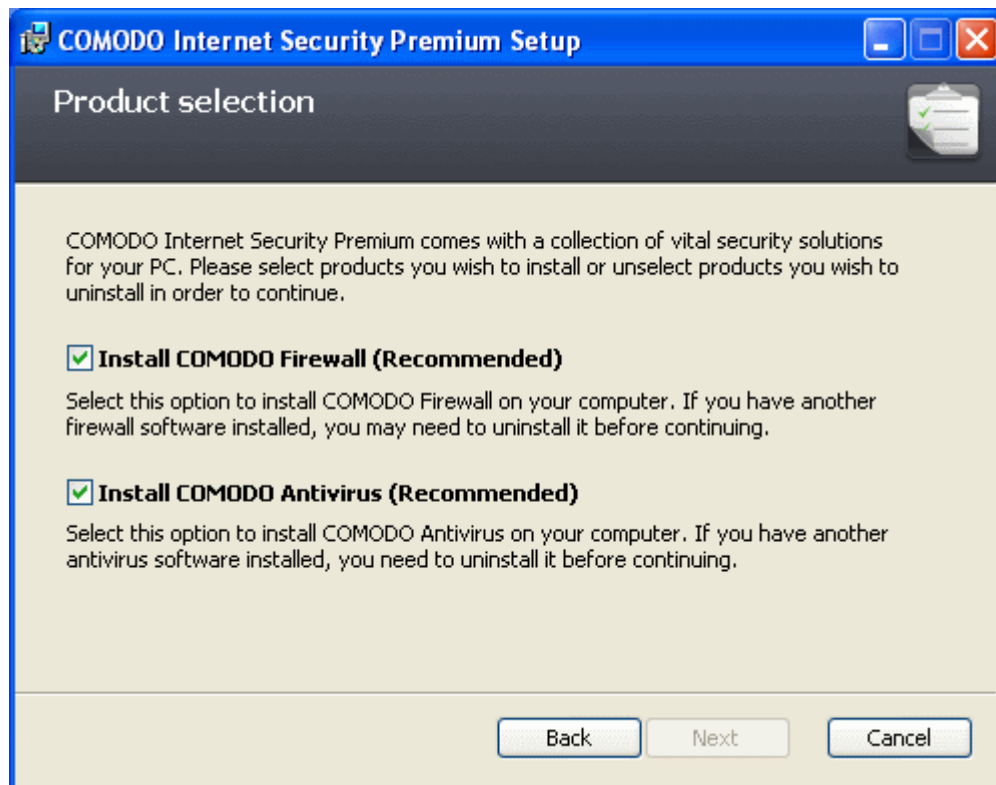 COMODO Internet Security Premium Setup
Product selection
COMODO Internet Security Premium comes with a collection of vital security solutions
for your PC. Please select products you wish to install or unselect products you wish to
uninstall in order to continue.
Install COMODO Firewall (Recommended)
Select this option to install COMODO Firewall on your computer. If you have another
firewall software installed, you may need to uninstall it before continuing.
Install COMODO Antivirus (Recommended)
Select this option to install COMODO Antivirus on your computer. If you have another
antivirus software installed, you need to uninstall it before continuing.
Back Next Cancel